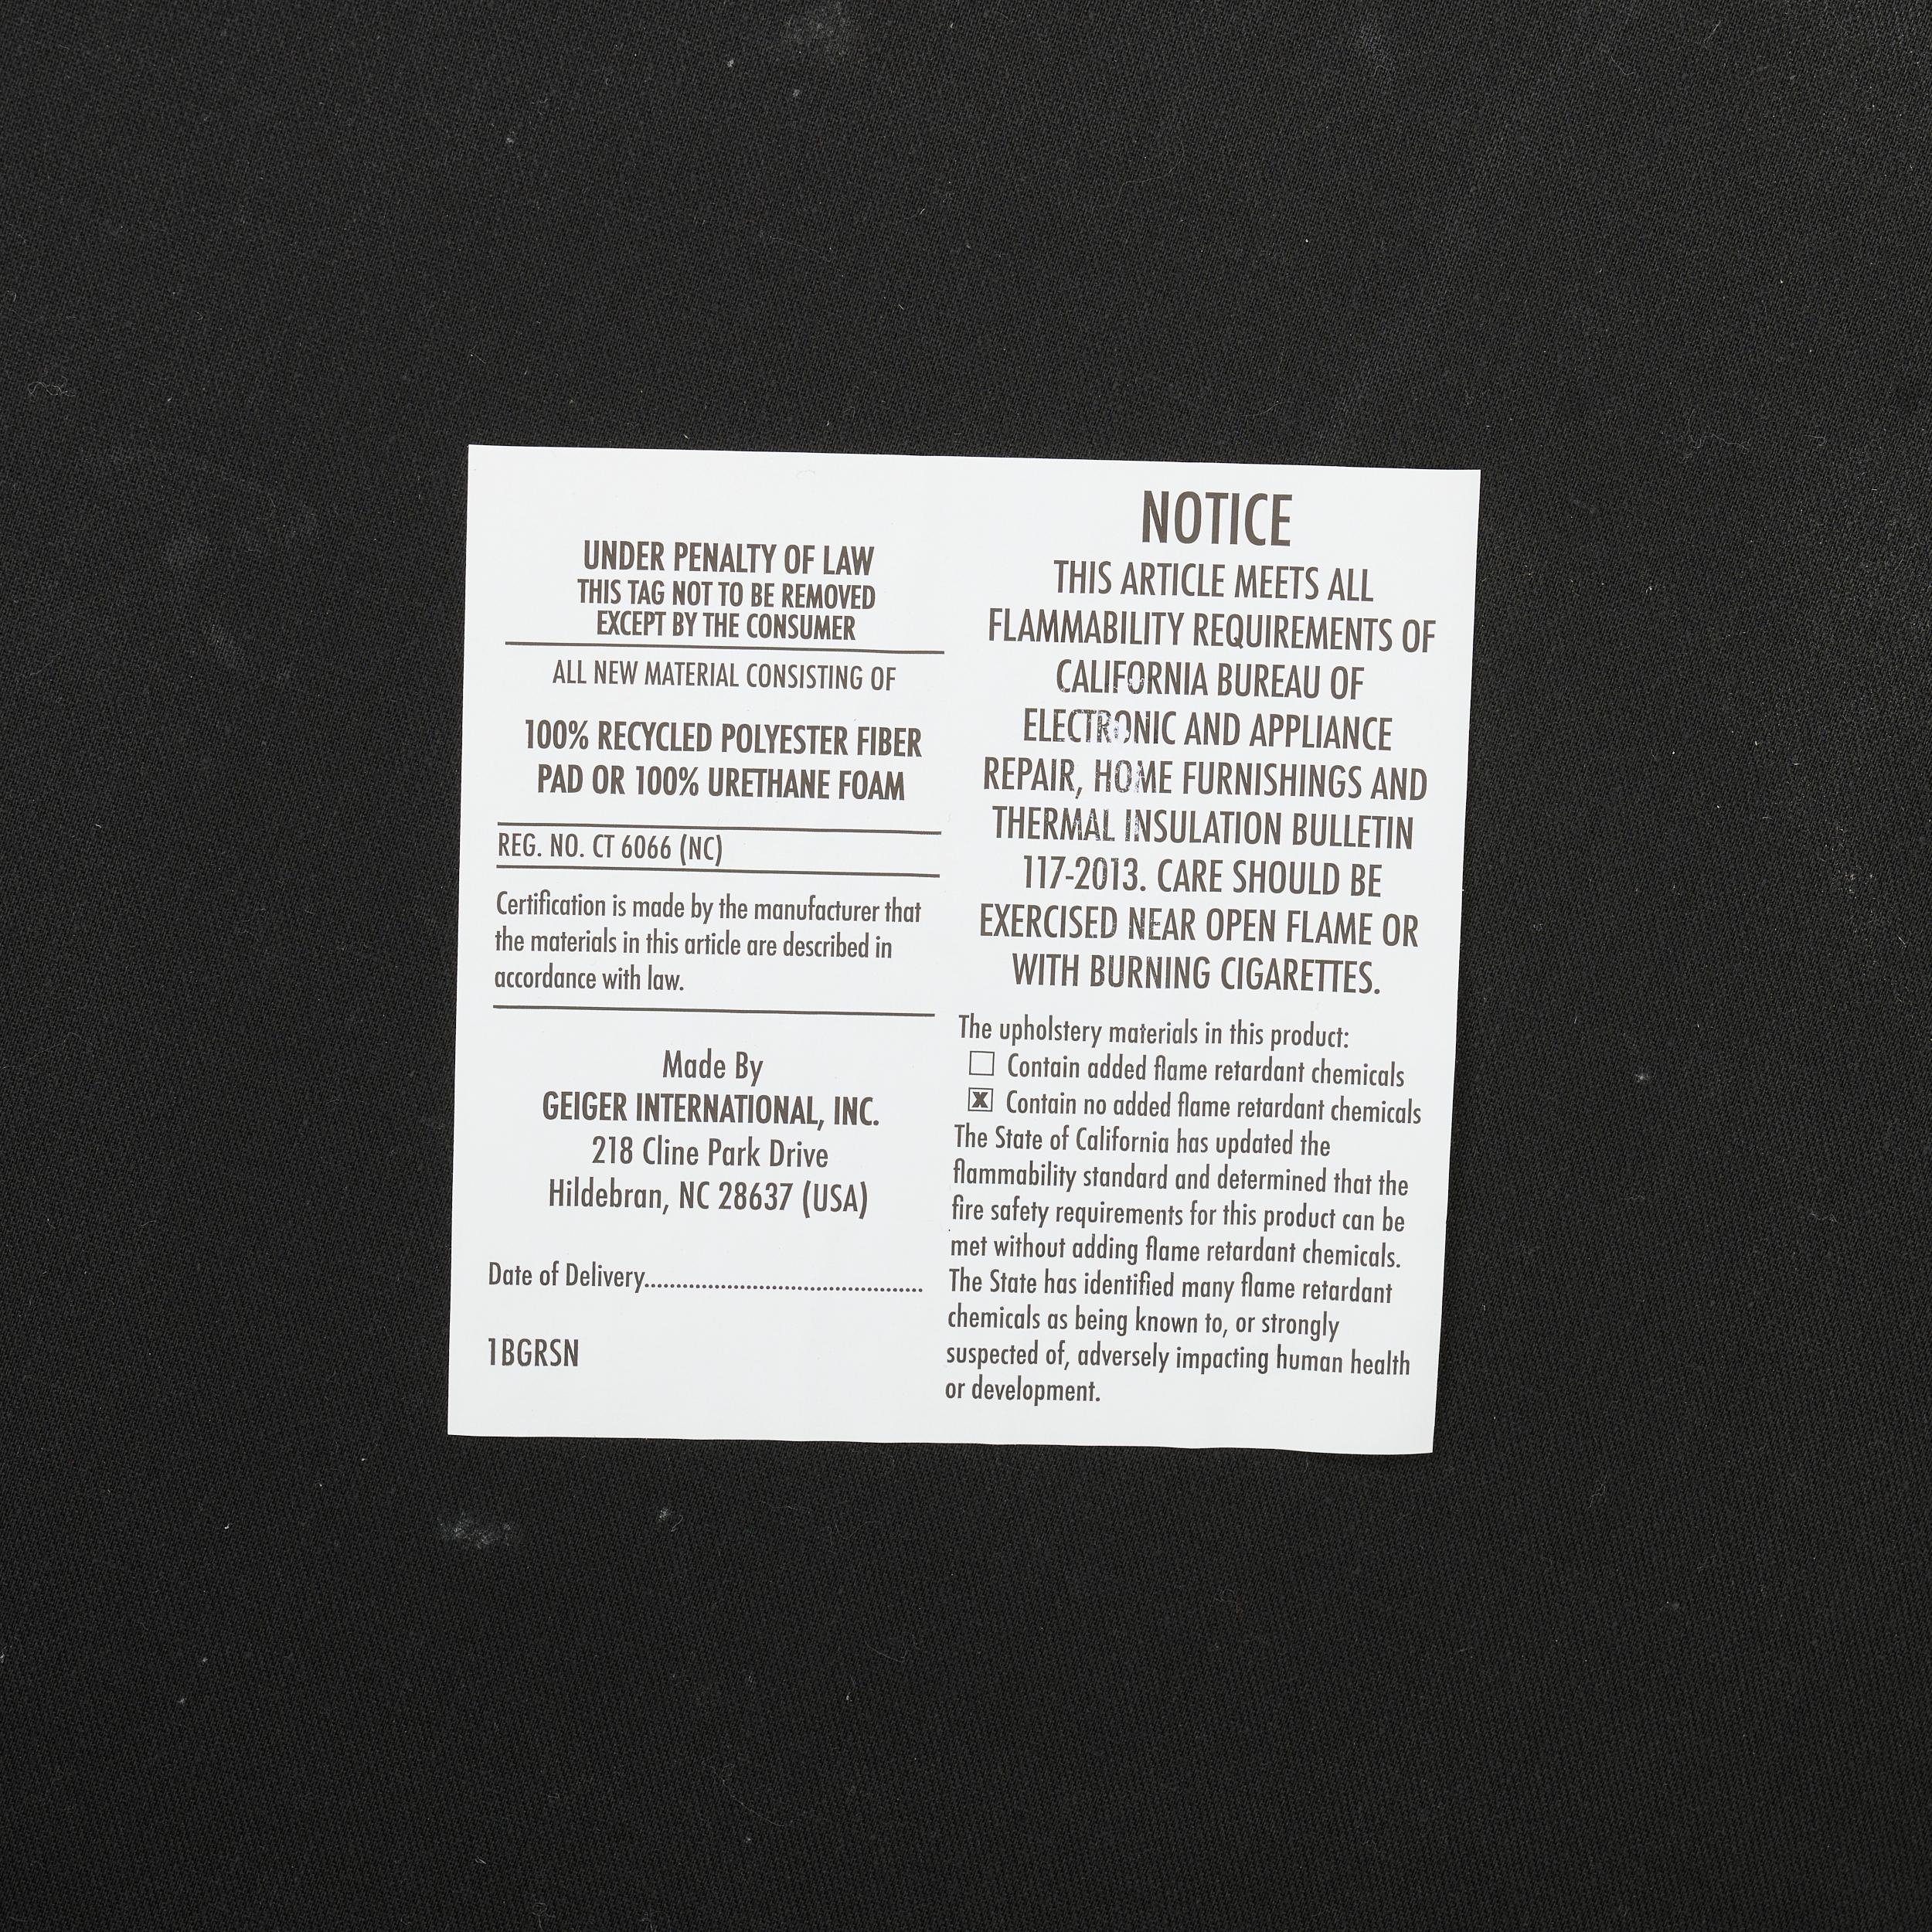 UNDER PENALTY OF LAW
THIS TAG NOT TO BE REMOVED
EXCEPT BY THE CONSUMER
ALL NEW MATERIAL CONSISTING OF
100% RECYCLED POLYESTER FIBER
PAD OR 100% URETHANE FOAM
REG. NO. CT 6066 (NC)
Certification is made by the manufacturer that
the materials in this article are described in
accordance with law.
Made By
GEIGER INTERNATIONAL, INC.
218 Cline Park Drive
Hildebran, NC 28637 (USA)
Date of Delivery............................................
1BGRSN
NOTICE
THIS ARTICLE MEETS ALL
FLAMMABILITY REQUIREMENTS OF
CALIFORNIA BUREAU OF
ELECTRONIC AND APPLIANCE
REPAIR, HOME FURNISHINGS AND
THERMAL INSULATION BULLETIN
117-2013. CARE SHOULD BE
EXERCISED NEAR OPEN FLAME OR
WITH BURNING CIGARETTES.
The upholstery materials in this product:
☐ Contain added flame retardant chemicals
☒ Contain no added flame retardant chemicals
The State of California has updated the
flammability standard and determined that the
fire safety requirements for this product can be
met without adding flame retardant chemicals.
The State has identified many flame retardant
chemicals as being known to, or strongly
suspected of, adversely impacting human health
or development.